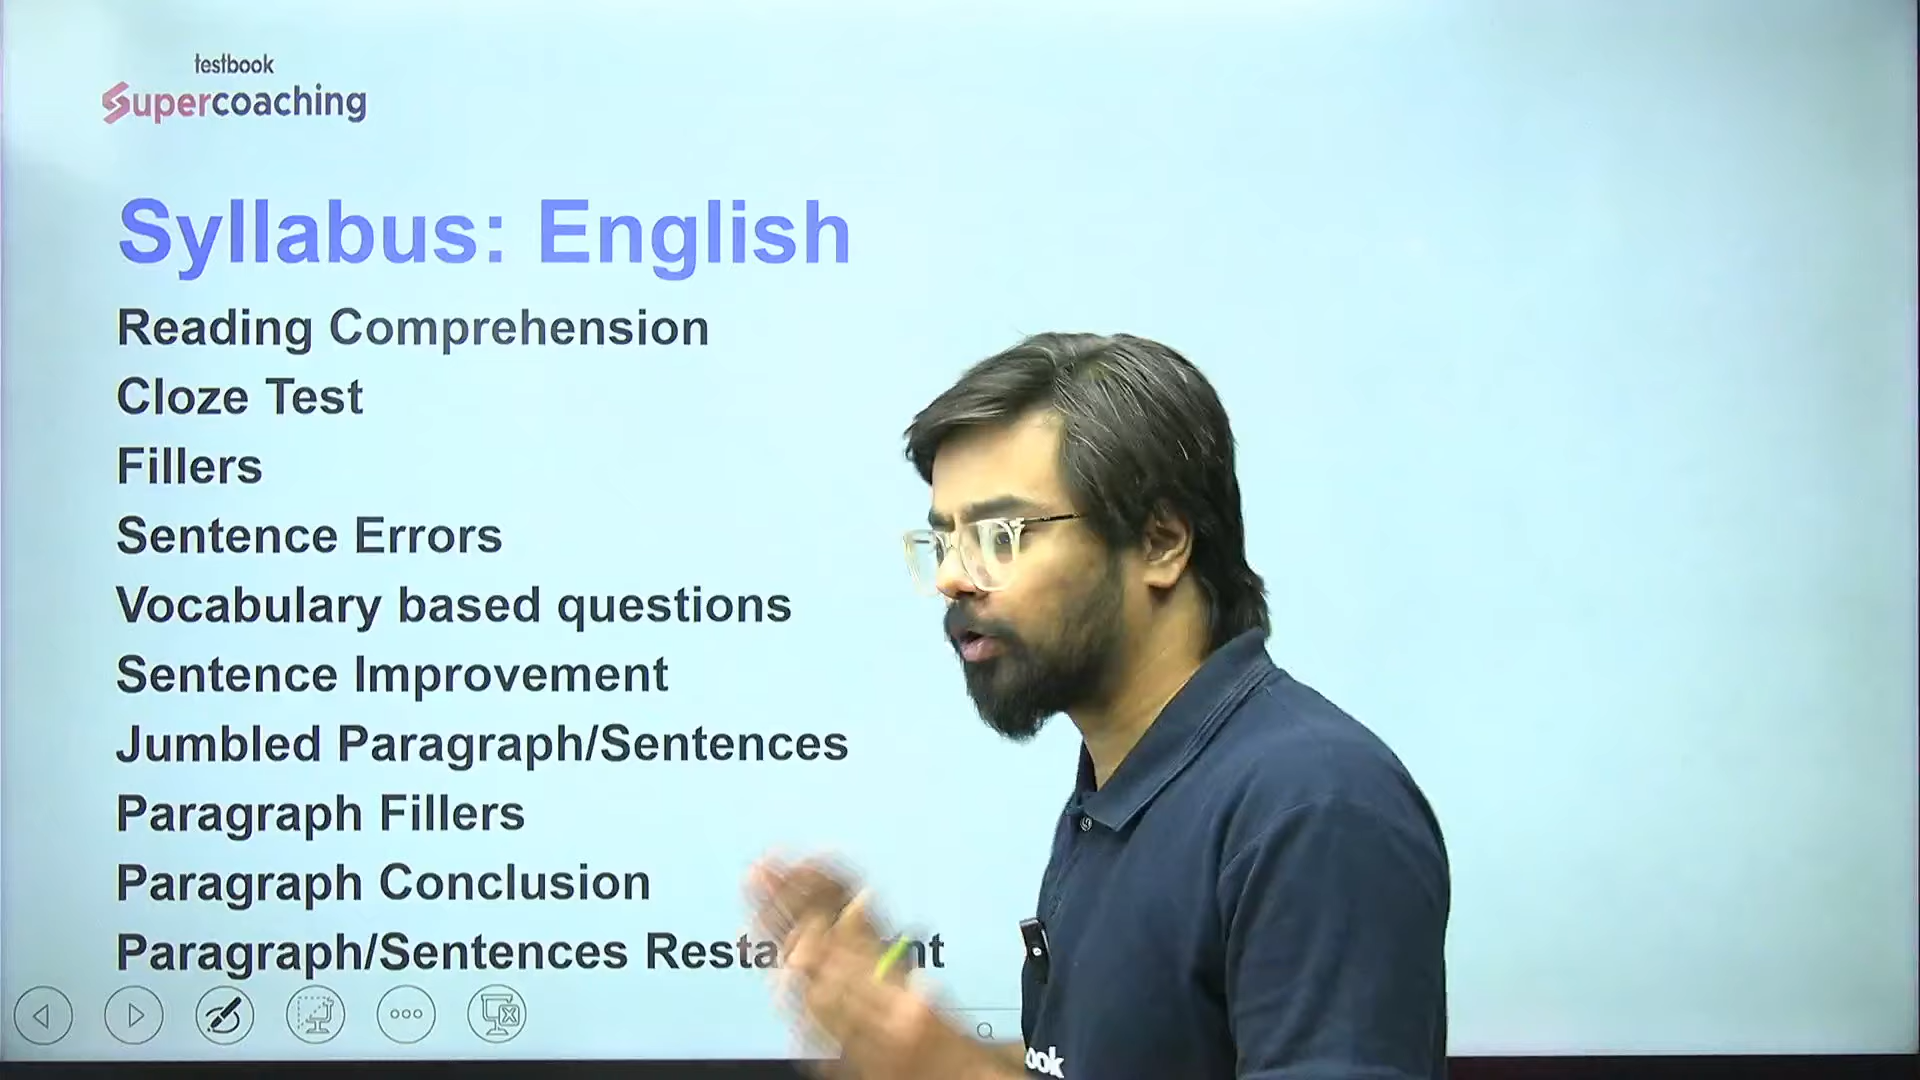 testbook
Supercoaching
Syllabus: English
Reading Comprehension
Cloze Test
Fillers
Sentence Errors
Vocabulary based questions
Sentence Improvement
Jumbled Paragraph/Sentences
Paragraph Fillers
Paragraph Conclusion
Paragraph/Sentences
ook